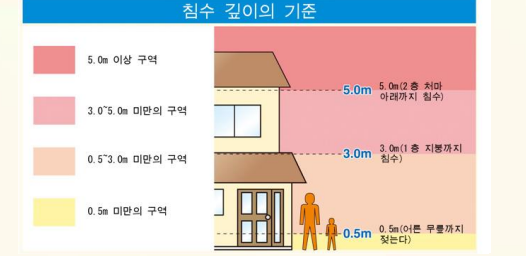 침수 깊이의 기준
5.0m 이상 구역
3.0~5.0m 미만의 구역
0.5~3.0m 미만의 구역
0.5m 미만의 구역
5.0m
5.0m(2층 처마
아래까지 침수)
3.0m
3.0m(1층 지붕까지
침수)
0.5m
0.5m(어른 무릎까지
젖는다)